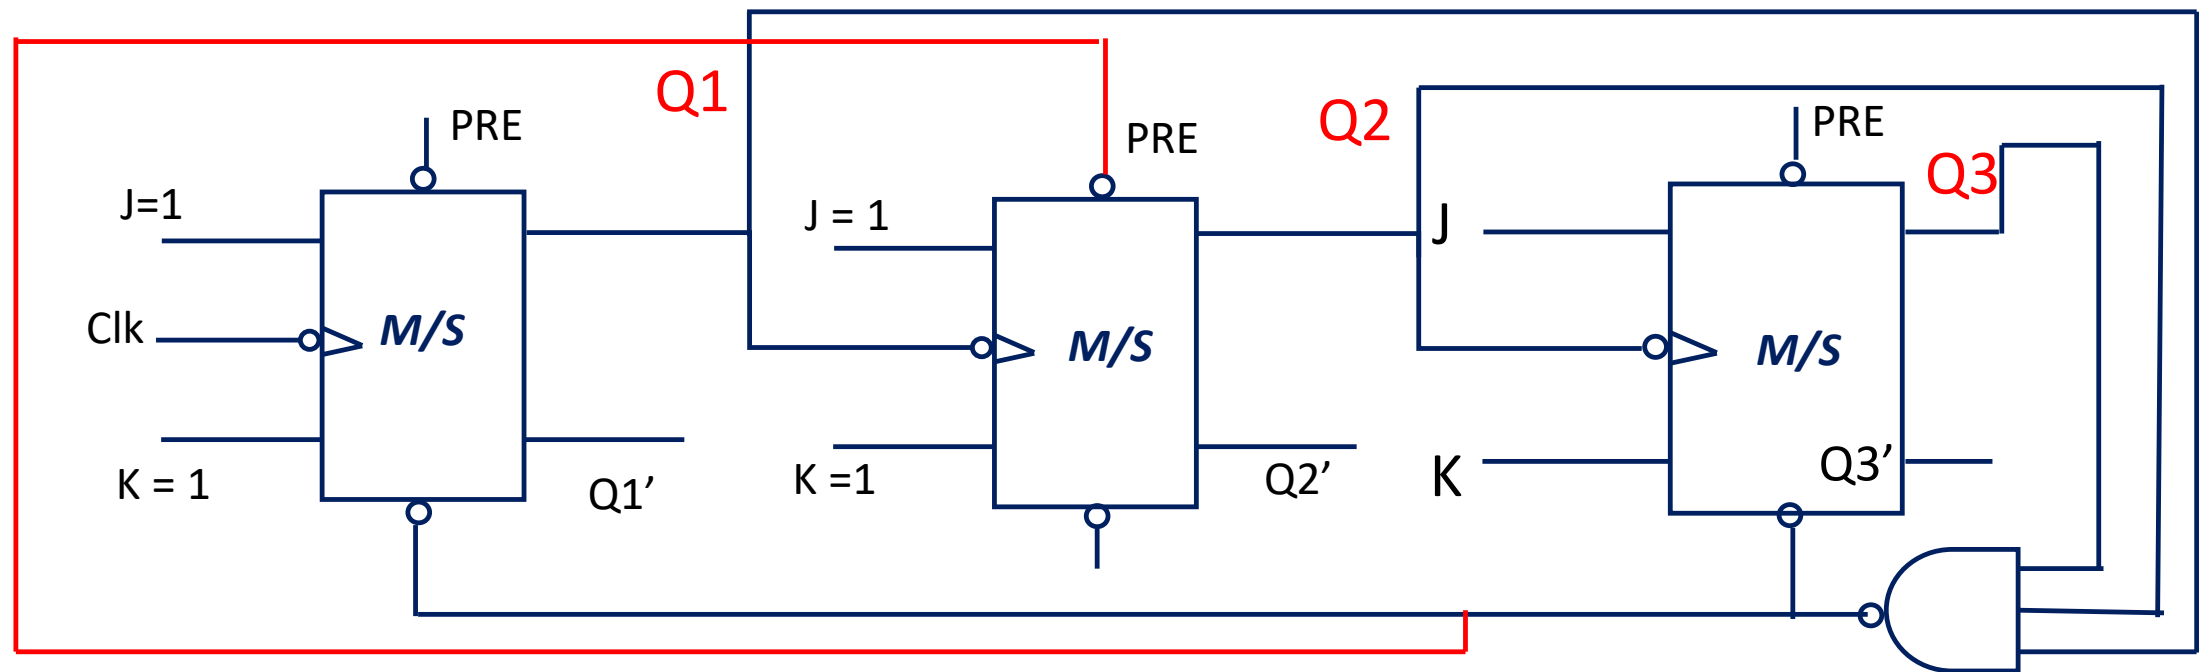 Q1
PRE
J=1
Clk
M/S
K = 1
Q1’
Q2
PRE
J = 1
M/S
K =1
Q2’
PRE
Q3
J
M/S
K
Q3’